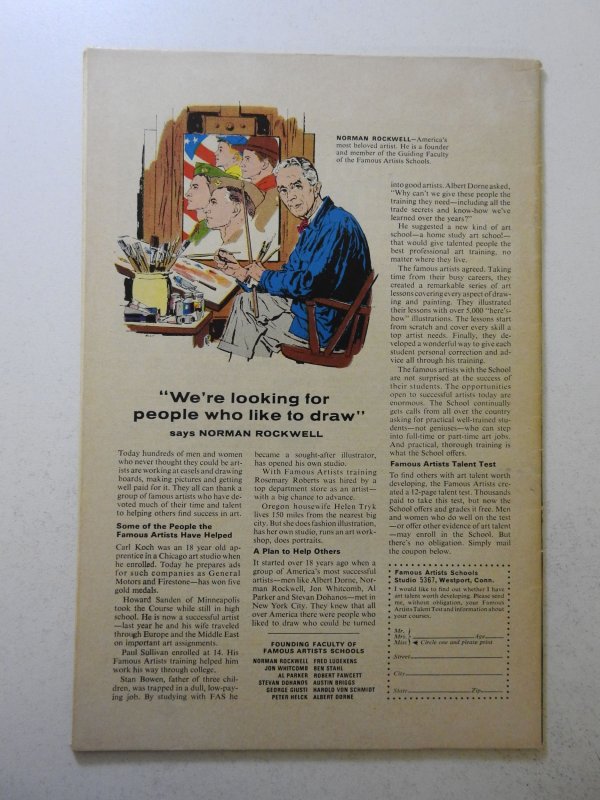 NORMAN ROCKWELL—America's
most beloved artist. He is a founder
and member of the Guiding Faculty
of the Famous Artists Schools.
"We're looking for
people who like to draw"
says NORMAN ROCKWELL
Today hundreds of men and women
who never thought they could be art-
ists are working at easels and drawing
boards, making pictures and getting
well paid for it. They all can thank a
group of famous artists who have de-
voted much of their time and talent
to helping others find success in art.
Some of the People the
Famous Artists Have Helped
Carl Koch was an 18 year old ap-
prentice in a Chicago art studio when
he enrolled. Today he prepares ads
for such companies as General
Motors and Firestone—has won five
gold medals.
Howard Sanden of Minneapolis
took the Course while still in high
school. He is now a successful artist
—last year he and his wife traveled
through Europe and the Middle East
on important art assignments.
Paul Sullivan enrolled at 14. His
Famous Artists training helped him
work his way through college.
Stan Bowen, father of three chil-
dren, was trapped in a dull, low-pay-
ing job. By studying with FAS he
became a sought-after illustrator,
has opened his own studio.
With Famous Artists training
Rosemary Roberts was hired by a
top department store as an artist—
with a big chance to advance.
Oregon housewife Helen Tryk
lives 150 miles from the nearest big
city. But she does fashion illustration,
has her own studio, runs an art work-
shop, does portraits.
A Plan to Help Others
It started over 18 years ago when a
group of America's most successful
artists—men like Albert Dorne, Nor-
man Rockwell, Jon Whitcomb, Al
Parker and Stevan Dohanos—met in
New York City. They knew that all
over America there were people who
liked to draw who could be turned
FOUNDING FACULTY OF
FAMOUS ARTISTS SCHOOLS
NORMAN ROCKWELL FRED LUDEKENS
JON WHITCOMB BEN STAHL
AL PARKER ROBERT FAWCETT
STEVAN DOHANOS AUSTIN BRIGGS
GEORGE GIUSTI HAROLD VON SCHMIDT
PETER HELCK ALBERT DORNE
into good artists. Albert Dorne asked,
"Why can't we give these people the
training they need—including all the
trade secrets and know-how we've
learned over the years?"
He suggested a new kind of art
school—a home study art school—
that would give talented people the
best professional art training, no
matter where they live.
The famous artists agreed. Taking
time from their busy careers, they
created a remarkable series of art
lessons covering every aspect of draw-
ing and painting. They illustrated
their lessons with over 5,000 "here's-
how" illustrations. The lessons start
from scratch and cover every skill a
top artist needs. Finally, they de-
veloped a wonderful way to give each
student personal correction and ad-
vice all through his training.
The famous artists with the School
are not surprised at the success of
their students. The opportunities
open to successful artists today are
enormous. The School continually
gets calls from all over the country
asking for practical well-trained stu-
dents—not geniuses—who can step
into full-time or part-time art jobs.
And practical, thorough training is
what the School offers.
Famous Artists Talent Test
To find others with art talent worth
developing, the Famous Artists cre-
ated a 12-page talent test. Thousands
paid to take this test, but now the
School offers and grades it free. Men
and women who do well on the test
—or offer other evidence of art talent
—may enroll in the School. But
there's no obligation. Simply mail
the coupon below.
Famous Artists Schools
Studio 5367, Westport, Conn.
I would like to find out whether I have
art talent worth developing. Please send
me, without obligation, your Famous
Artists Talent Test and information about
your courses.
Mr.
Mrs. Age
Miss Circle one and please print
Street
City
State Zip